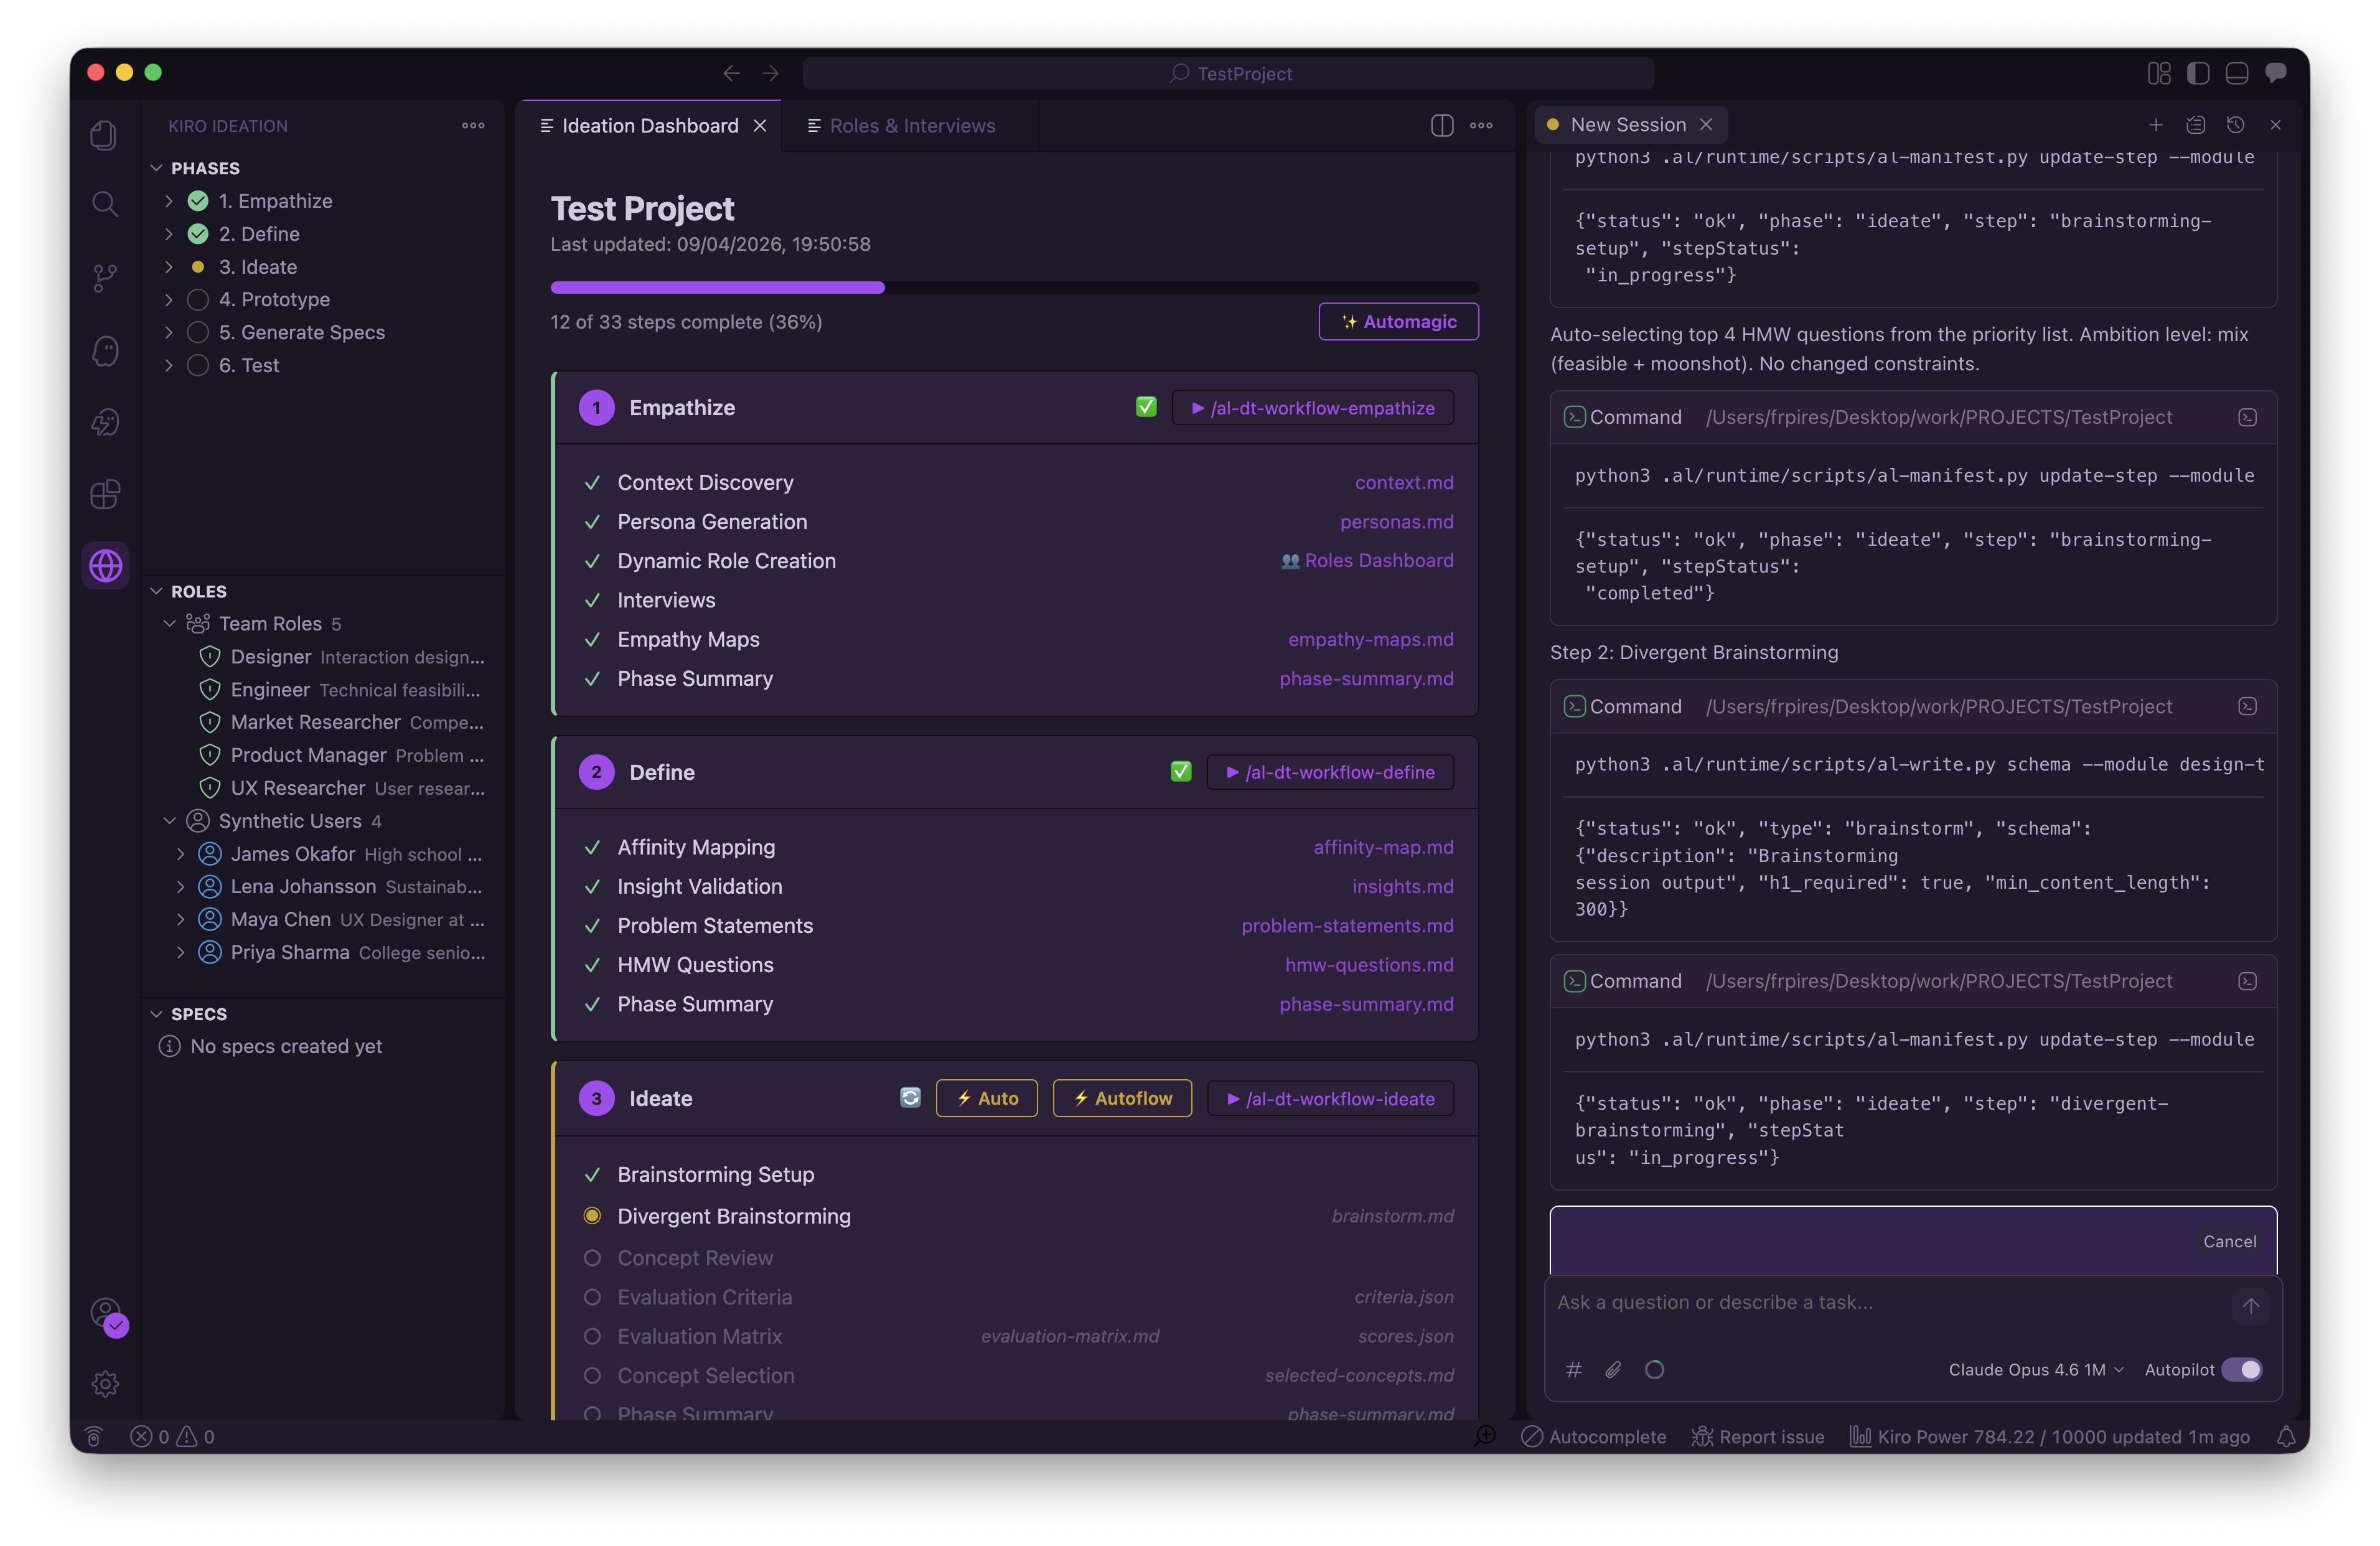 TestProject
KIRO IDEATION
PHASES
1. Empathize
2. Define
3. Ideate
4. Prototype
5. Generate Specs
6. Test
ROLES
Team Roles 5
Designer Interaction design...
Engineer Technical feasibili...
Market Researcher Compe...
Product Manager Problem ...
UX Researcher User resear...
Synthetic Users 4
James Okafor High school ...
Lena Johansson Sustainab...
Maya Chen UX Designer at ...
Priya Sharma College senio...
SPECS
No specs created yet
Ideation Dashboard
Roles & Interviews
Test Project
Last updated: 09/04/2026, 19:50:58
12 of 33 steps complete (36%)
✨ Automagic
1 Empathize ✅ ▶ /al-dt-workflow-empathize
✓ Context Discovery context.md
✓ Persona Generation personas.md
✓ Dynamic Role Creation 👥 Roles Dashboard
✓ Interviews
✓ Empathy Maps empathy-maps.md
✓ Phase Summary phase-summary.md
2 Define ✅ ▶ /al-dt-workflow-define
✓ Affinity Mapping affinity-map.md
✓ Insight Validation insights.md
✓ Problem Statements problem-statements.md
✓ HMW Questions hmw-questions.md
✓ Phase Summary phase-summary.md
3 Ideate 🔄 ⚡ Auto ⚡ Autoflow ▶ /al-dt-workflow-ideate
✓ Brainstorming Setup
Divergent Brainstorming brainstorm.md
Concept Review
Evaluation Criteria criteria.json
Evaluation Matrix evaluation-matrix.md scores.json
Concept Selection selected-concepts.md
Phase Summary phase-summary.md
New Session
python3 .al/runtime/scripts/al-manifest.py update-step --module
{"status": "ok", "phase": "ideate", "step": "brainstorming-
setup", "stepStatus":
"in_progress"}
Auto-selecting top 4 HMW questions from the priority list. Ambition level: mix
(feasible + moonshot). No changed constraints.
Command /Users/frpires/Desktop/work/PROJECTS/TestProject
python3 .al/runtime/scripts/al-manifest.py update-step --module
{"status": "ok", "phase": "ideate", "step": "brainstorming-
setup", "stepStatus":
"completed"}
Step 2: Divergent Brainstorming
Command /Users/frpires/Desktop/work/PROJECTS/TestProject
python3 .al/runtime/scripts/al-write.py schema --module design-t
{"status": "ok", "type": "brainstorm", "schema":
{"description": "Brainstorming
session output", "h1_required": true, "min_content_length":
300}}
Command /Users/frpires/Desktop/work/PROJECTS/TestProject
python3 .al/runtime/scripts/al-manifest.py update-step --module
{"status": "ok", "phase": "ideate", "step": "divergent-
brainstorming", "stepStat
us": "in_progress"}
Cancel
Ask a question or describe a task...
Claude Opus 4.6 1M Autopilot
0 0
Autocomplete Report issue Kiro Power 784.22 / 10000 updated 1m ago